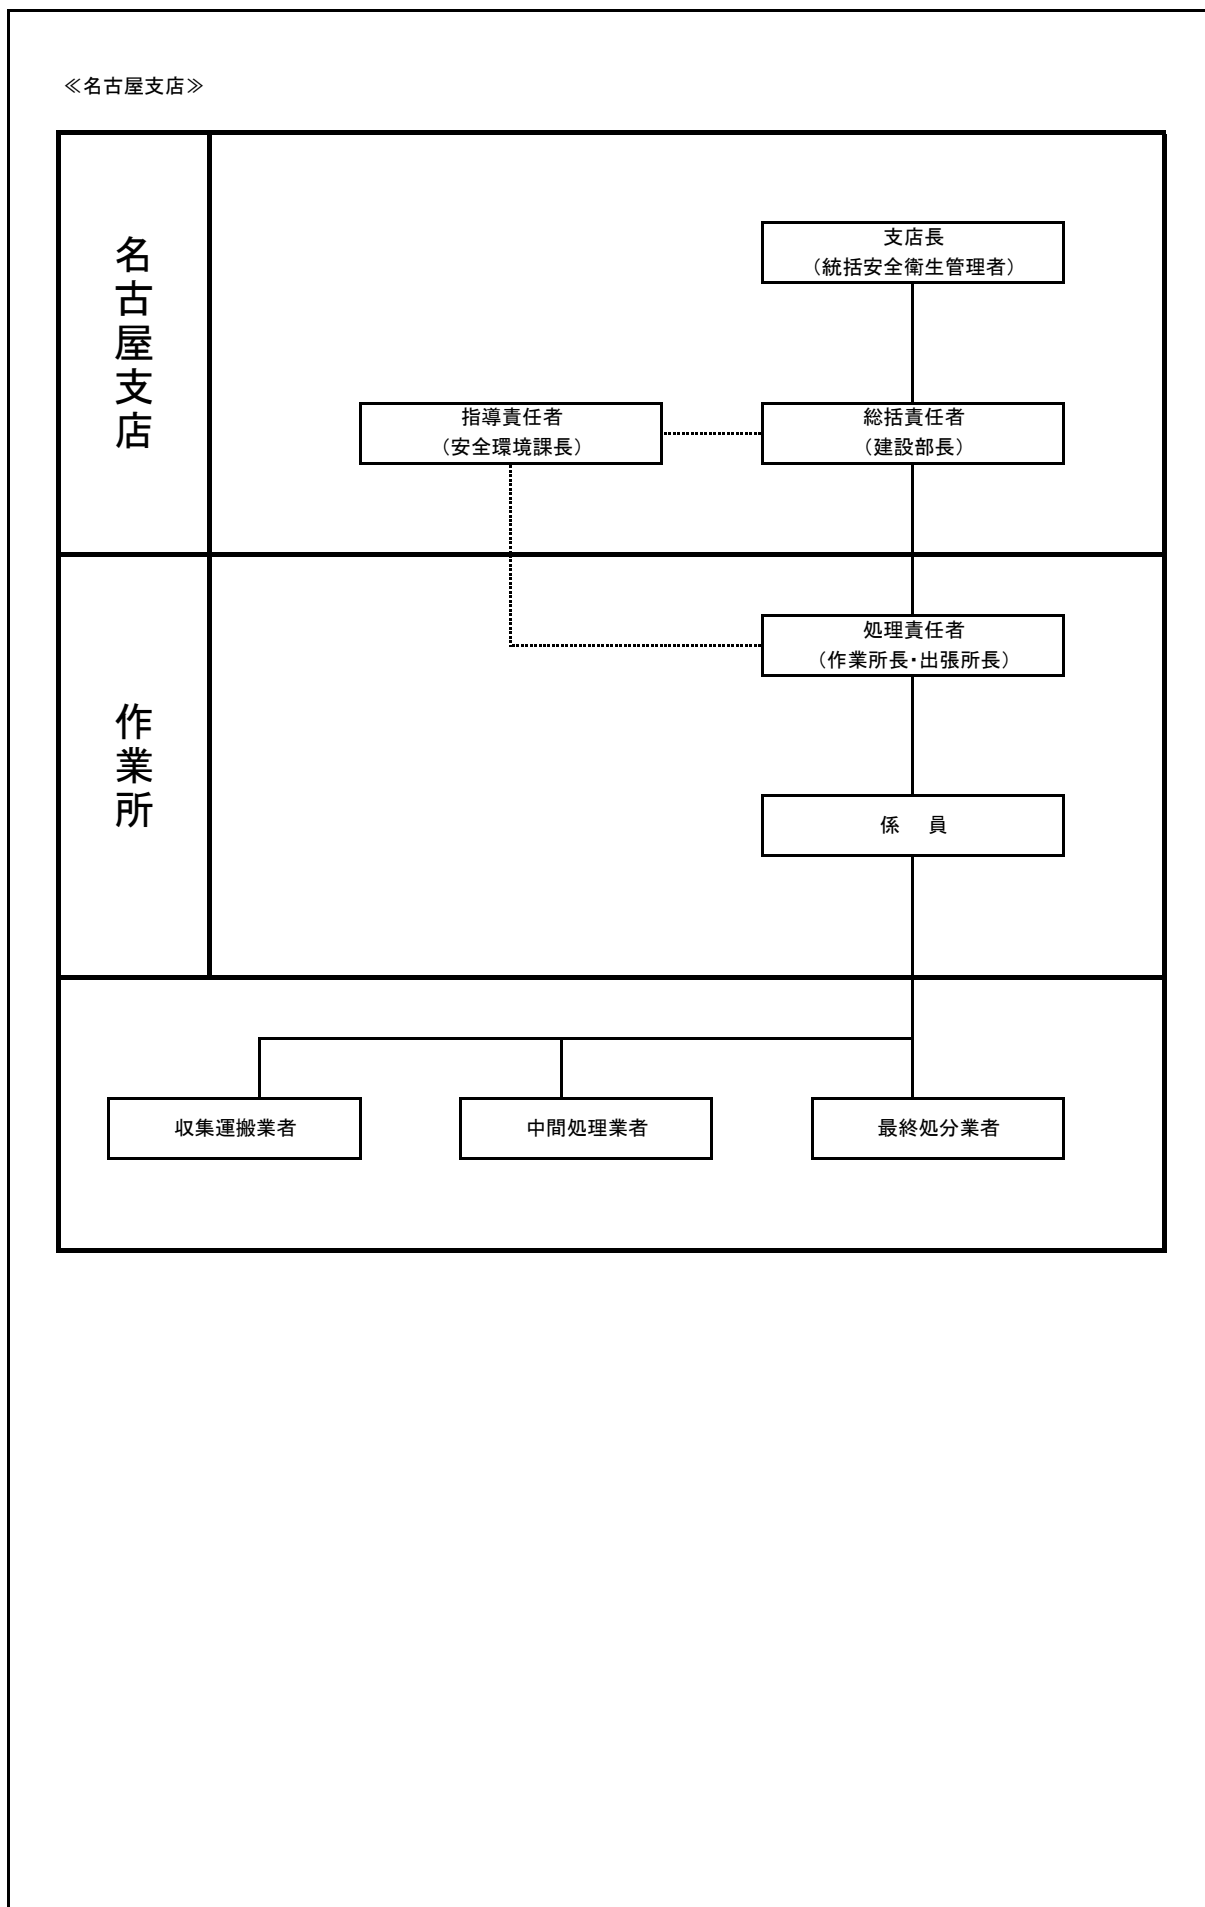 ≪名古屋支店≫
名古屋支店
支店長
（統括安全衛生管理者）
指導責任者
（安全環境課長）
総括責任者
（建設部長）
作業所
処理責任者
（作業所長・出張所長）
係　員
収集運搬業者
中間処理業者
最終処分業者